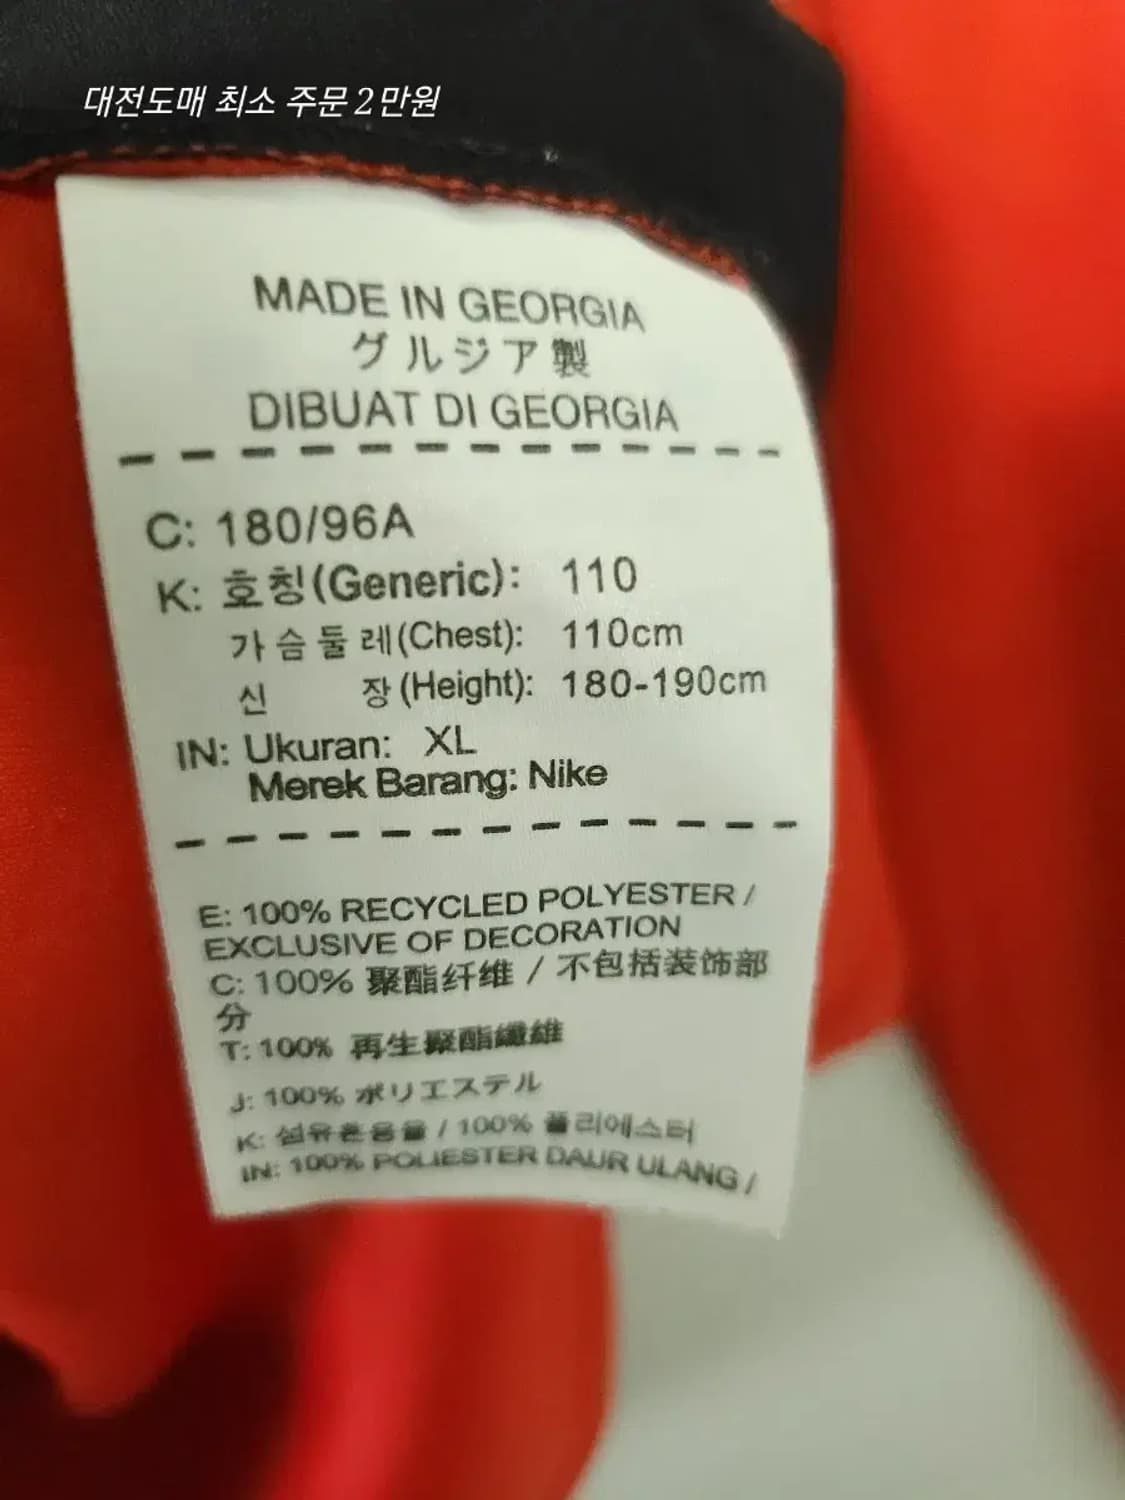 대전도매 최소 주문 2만원
MADE IN GEORGIA
グルジア製
DIBUAT DI GEORGIA
C: 180/96A
K: 호칭(Generic): 110
가슴둘레(Chest): 110cm
신 장(Height): 180-190cm
IN: Ukuran: XL
Merek Barang: Nike
E: 100% RECYCLED POLYESTER /
EXCLUSIVE OF DECORATION
C: 100% 聚酯纤维 / 不包括装饰部
分
T: 100% 再生聚酯纖維
J: 100% ポリエステル
K: 섬유혼용율 / 100% 폴리에스터
IN: 100% POLIESTER DAUR ULANG /